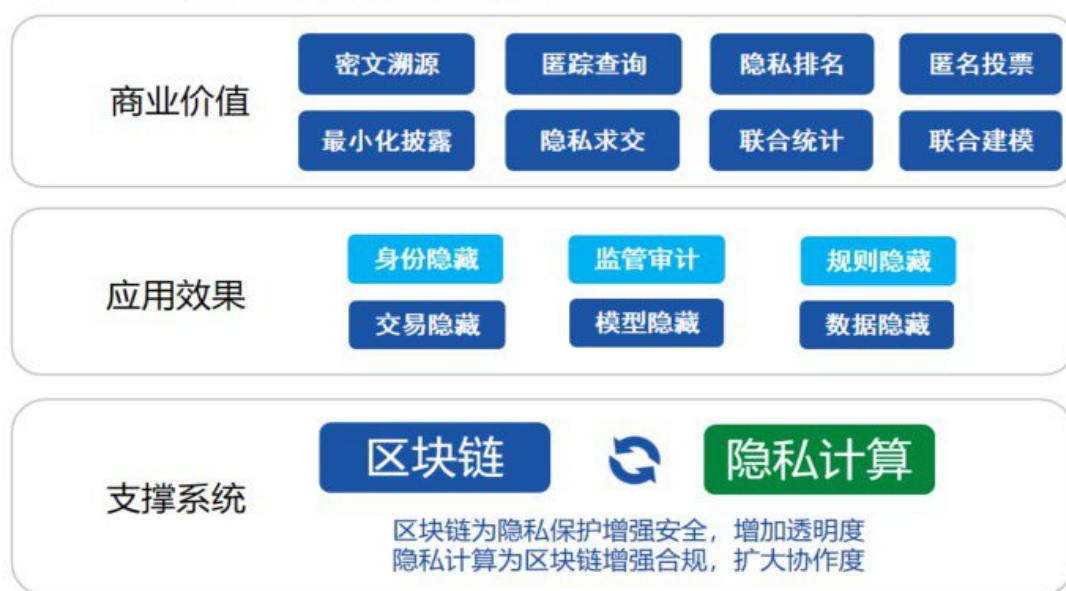 商业价值
密文溯源 匿踪查询 隐私排名 匿名投票
最小化披露 隐私求交 联合统计 联合建模
应用效果
身份隐藏 监管审计 规则隐藏
交易隐藏 模型隐藏 数据隐藏
支撑系统
区块链 隐私计算
区块链为隐私保护增强安全，增加透明度
隐私计算为区块链增强合规，扩大协作度